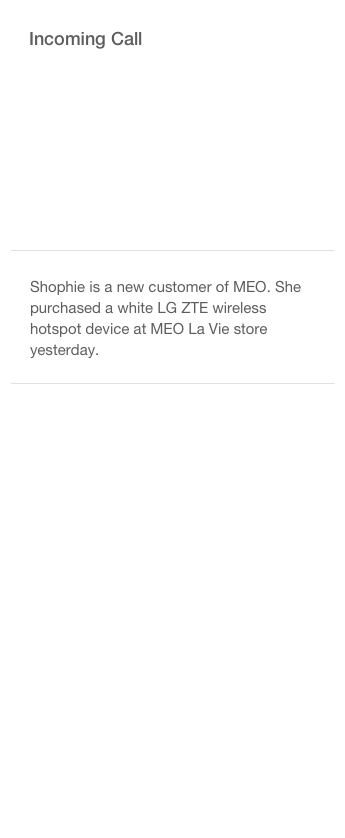 Incoming Call
Shophie is a new customer of MEO. She
purchased a white LG ZTE wireless
hotspot device at MEO La Vie store
yesterday.